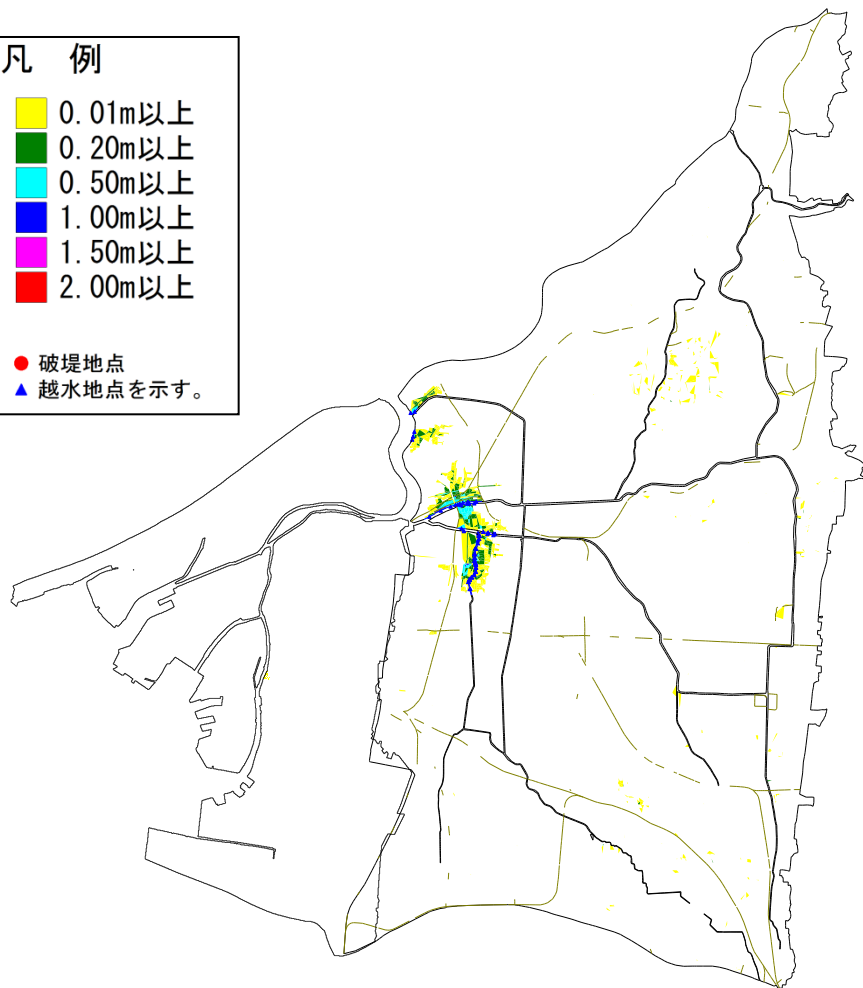 凡 例
0.01m以上
0.20m以上
0.50m以上
1.00m以上
1.50m以上
2.00m以上
破堤地点
越水地点を示す。